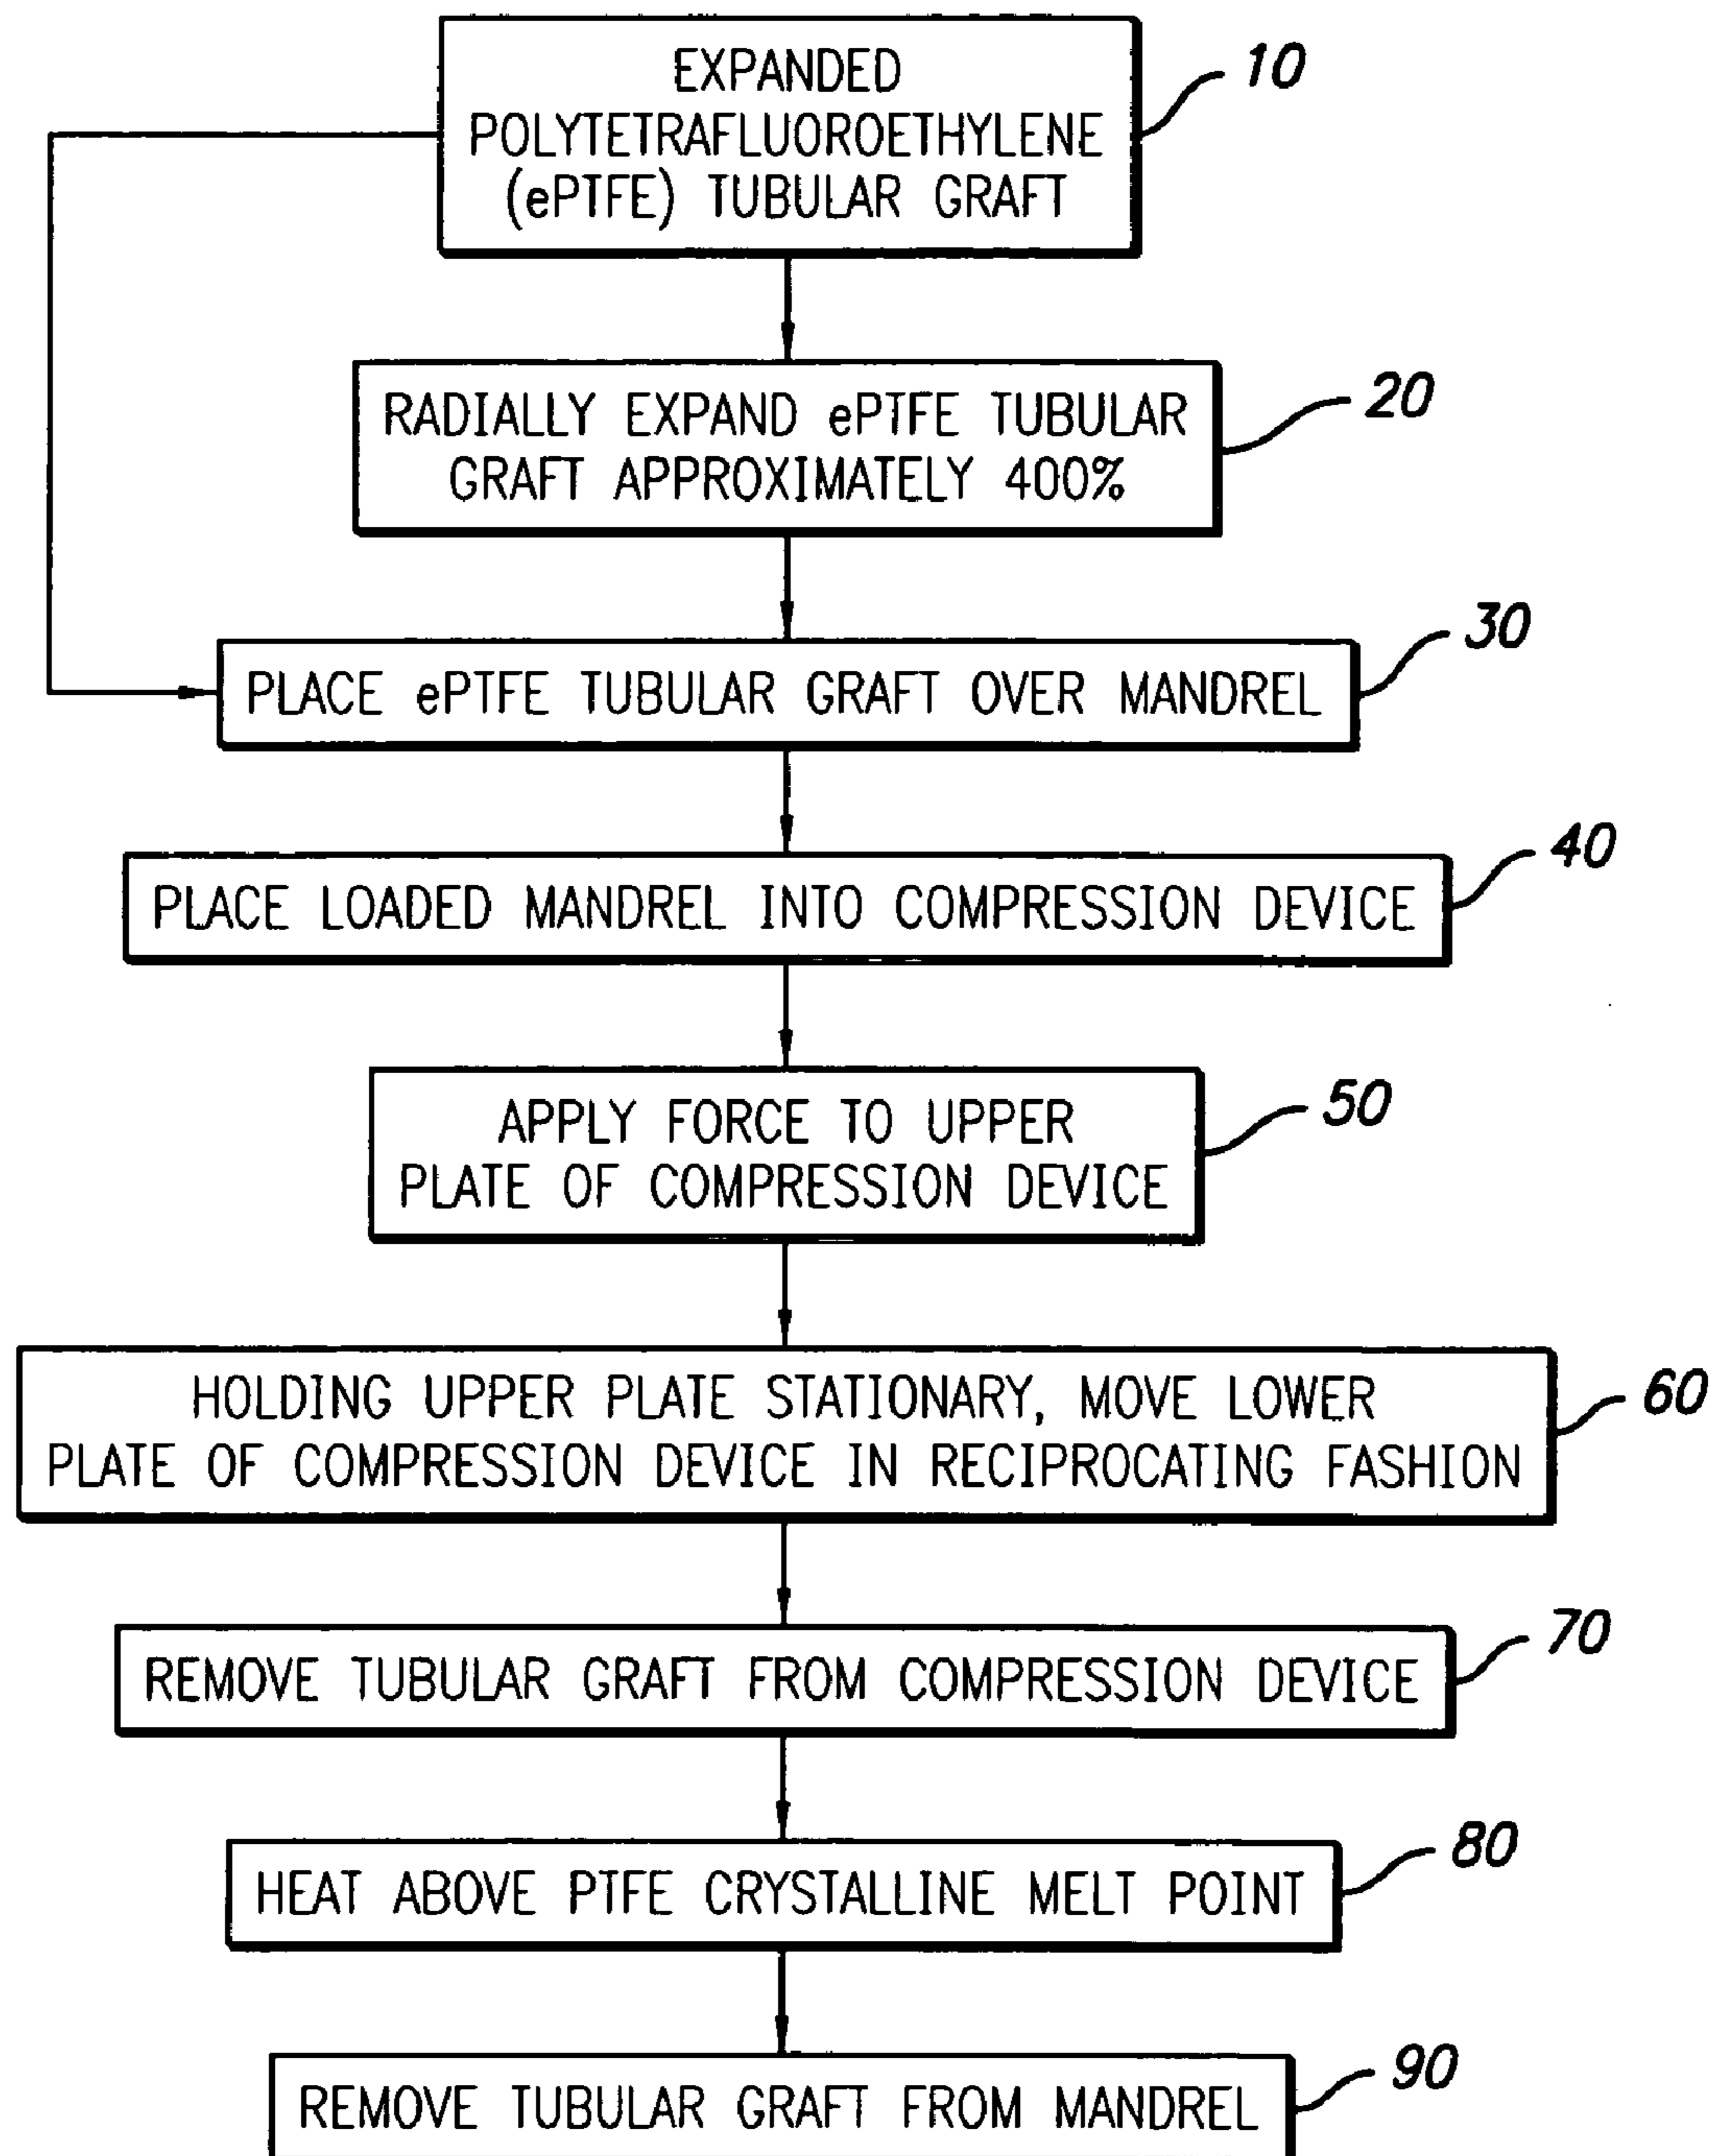 EXPANDED
POLYTETRAFLUOROETHYLENE
(ePTFE) TUBULAR GRAFT
10
RADIALLY EXPAND ePTFE TUBULAR
GRAFT APPROXIMATELY 400%
20
PLACE ePTFE TUBULAR GRAFT OVER MANDREL
30
PLACE LOADED MANDREL INTO COMPRESSION DEVICE
40
APPLY FORCE TO UPPER
PLATE OF COMPRESSION DEVICE
50
HOLDING UPPER PLATE STATIONARY, MOVE LOWER
PLATE OF COMPRESSION DEVICE IN RECIPROCATING FASHION
60
REMOVE TUBULAR GRAFT FROM COMPRESSION DEVICE
70
HEAT ABOVE PTFE CRYSTALLINE MELT POINT
80
REMOVE TUBULAR GRAFT FROM MANDREL
90